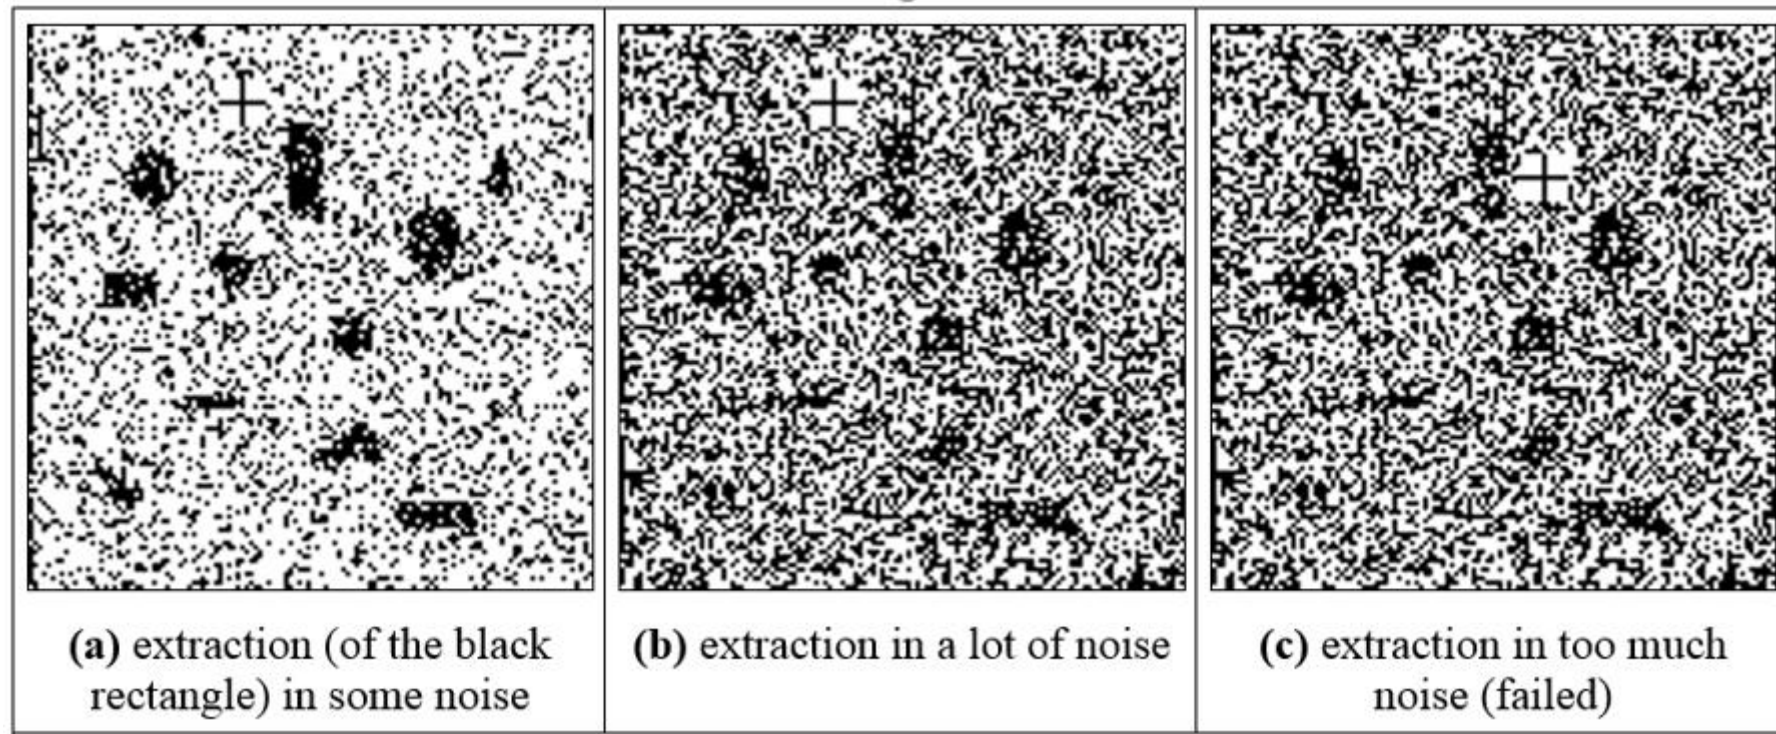 (a) extraction (of the black
rectangle) in some noise
(b) extraction in a lot of noise
(c) extraction in too much
noise (failed)